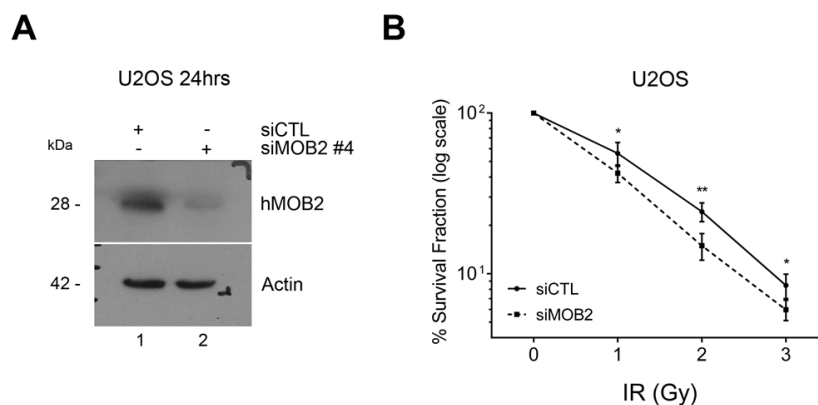 A
U2OS 24hrs
+ - siCTL
kDa - + siMOB2 #4
28 - hMOB2
42 - Actin
1 2
B
U2OS
% Survival Fraction (log scale)
10²
10¹
*
**
*
siCTL
siMOB2
0 1 2 3
IR (Gy)